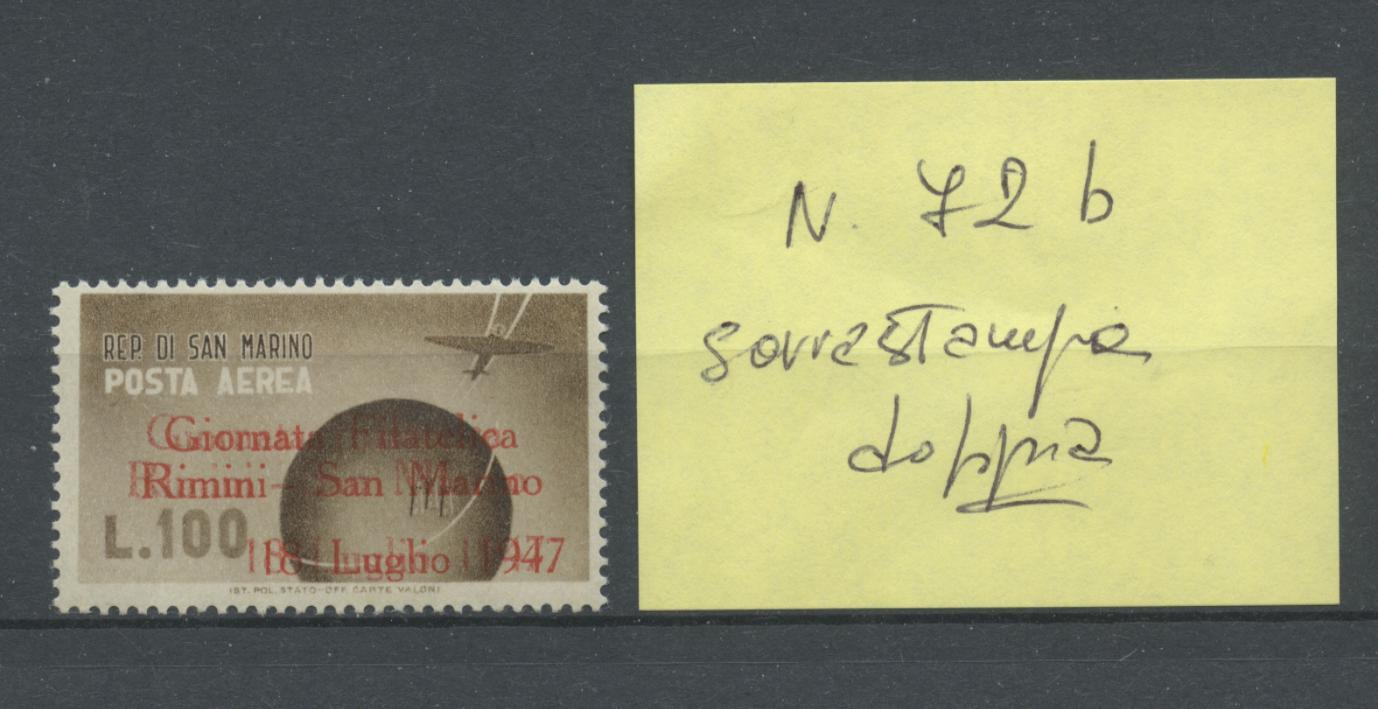 REP. DI SAN MARINO
POSTA AEREA
Giornata Filatelica
Rimini - San Marino
L.100
18 Luglio 1947
IST. POL. STATO-OFF. CARTE VALORI
N. 72 b
sovrastampa
doppia